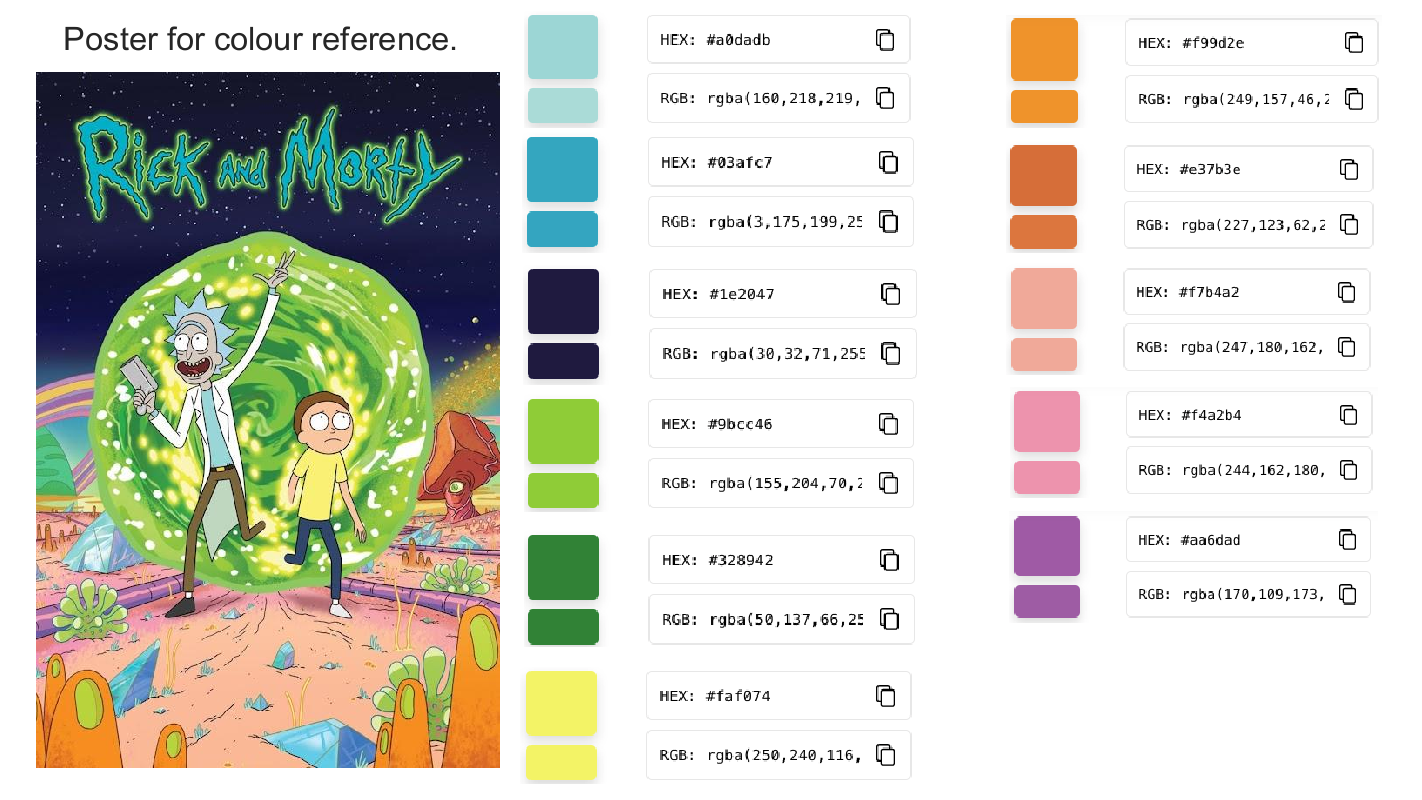 Poster for colour reference.
RICK AND MORTY
HEX: #a0dadb
RGB: rgba(160,218,219,
HEX: #03afc7
RGB: rgba(3,175,199,25
HEX: #1e2047
RGB: rgba(30,32,71,255
HEX: #9bcc46
RGB: rgba(155,204,70,2
HEX: #328942
RGB: rgba(50,137,66,25
HEX: #faf074
RGB: rgba(250,240,116,
HEX: #f99d2e
RGB: rgba(249,157,46,2
HEX: #e37b3e
RGB: rgba(227,123,62,2
HEX: #f7b4a2
RGB: rgba(247,180,162,
HEX: #f4a2b4
RGB: rgba(244,162,180,
HEX: #aa6dad
RGB: rgba(170,109,173,